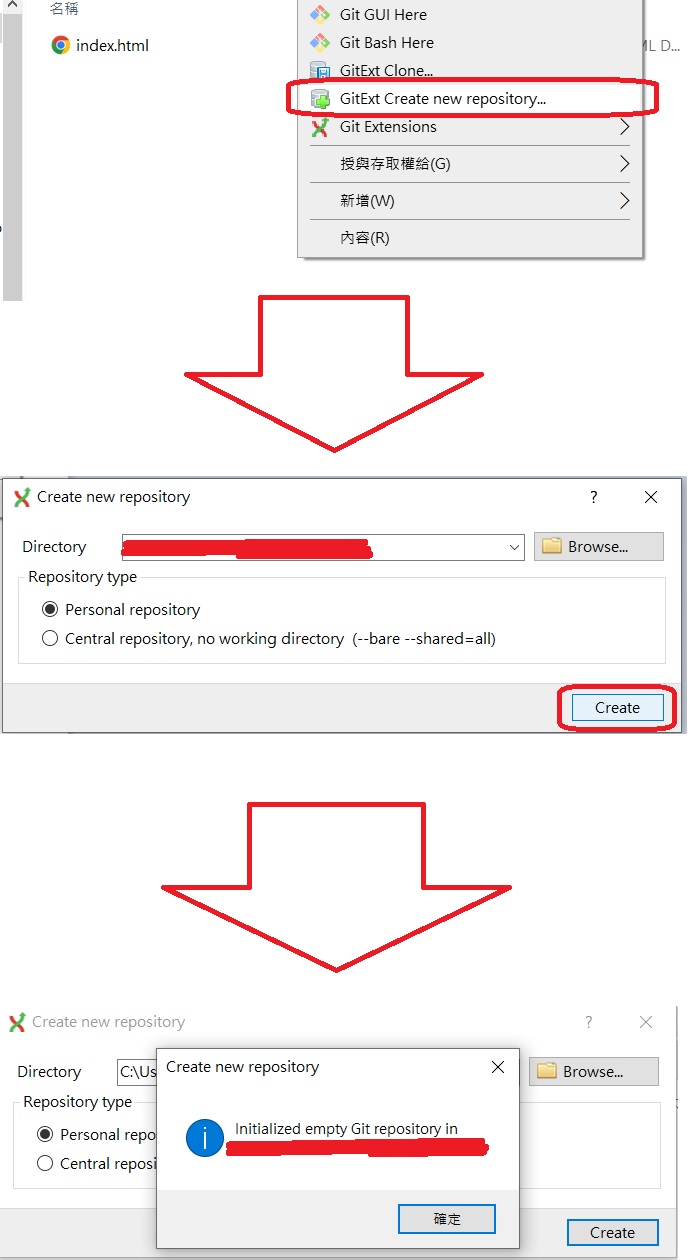 名稱
index.html
Git GUI Here
Git Bash Here
GitExt Clone...
GitExt Create new repository...
Git Extensions
授與存取權給(G)
新增(W)
內容(R)
ML D...
Create new repository
?
Directory
Browse...
Repository type
Personal repository
Central repository, no working directory (--bare --shared=all)
Create
Create new repository
?
Directory
C:\Us
Browse...
Repository type
Personal repo
Central reposi
Create new repository
Initialized empty Git repository in
確定
Create